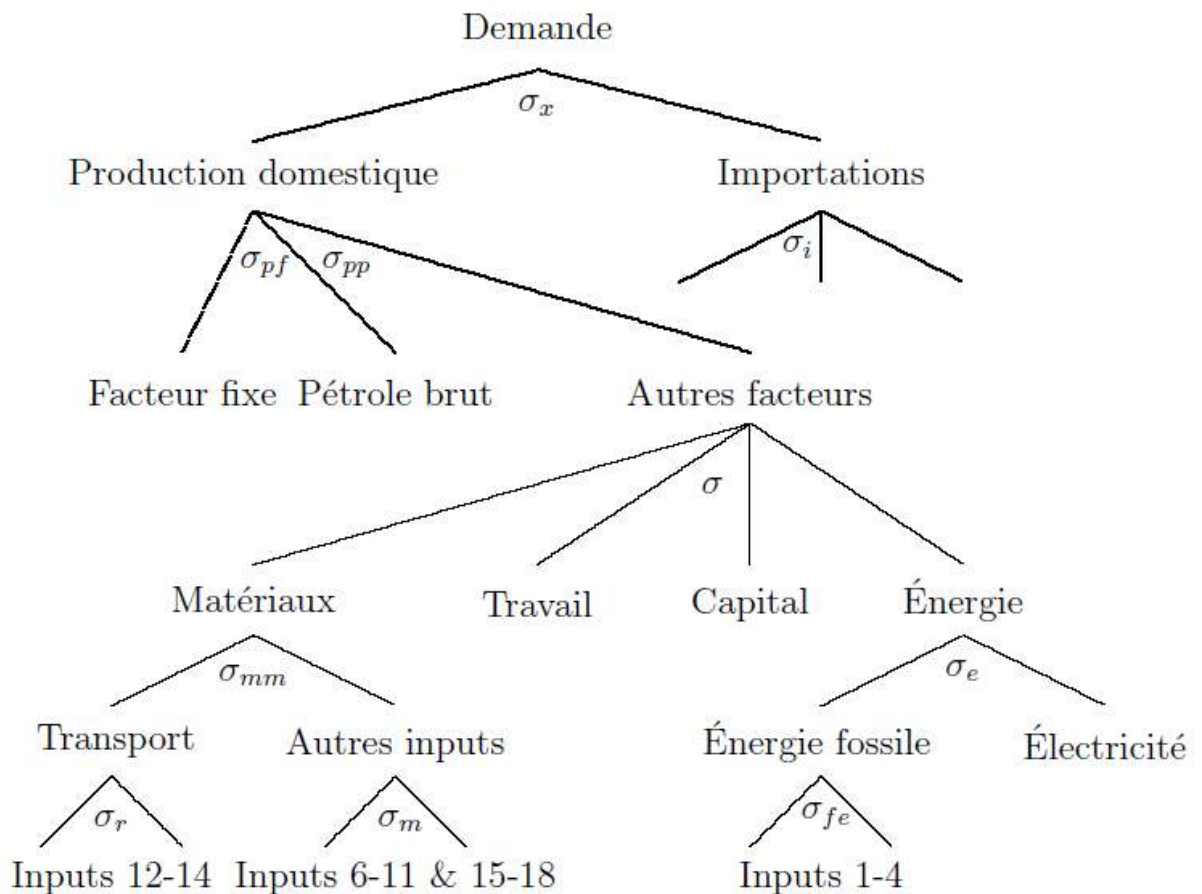 Demande
σ_x
Production domestique Importations
σ_pf σ_pp σ_i
Facteur fixe Pétrole brut Autres facteurs
σ
Matériaux Travail Capital Énergie
σ_mm σ_e
Transport Autres inputs Énergie fossile Électricité
σ_r σ_m σ_fe
Inputs 12-14 Inputs 6-11 & 15-18 Inputs 1-4